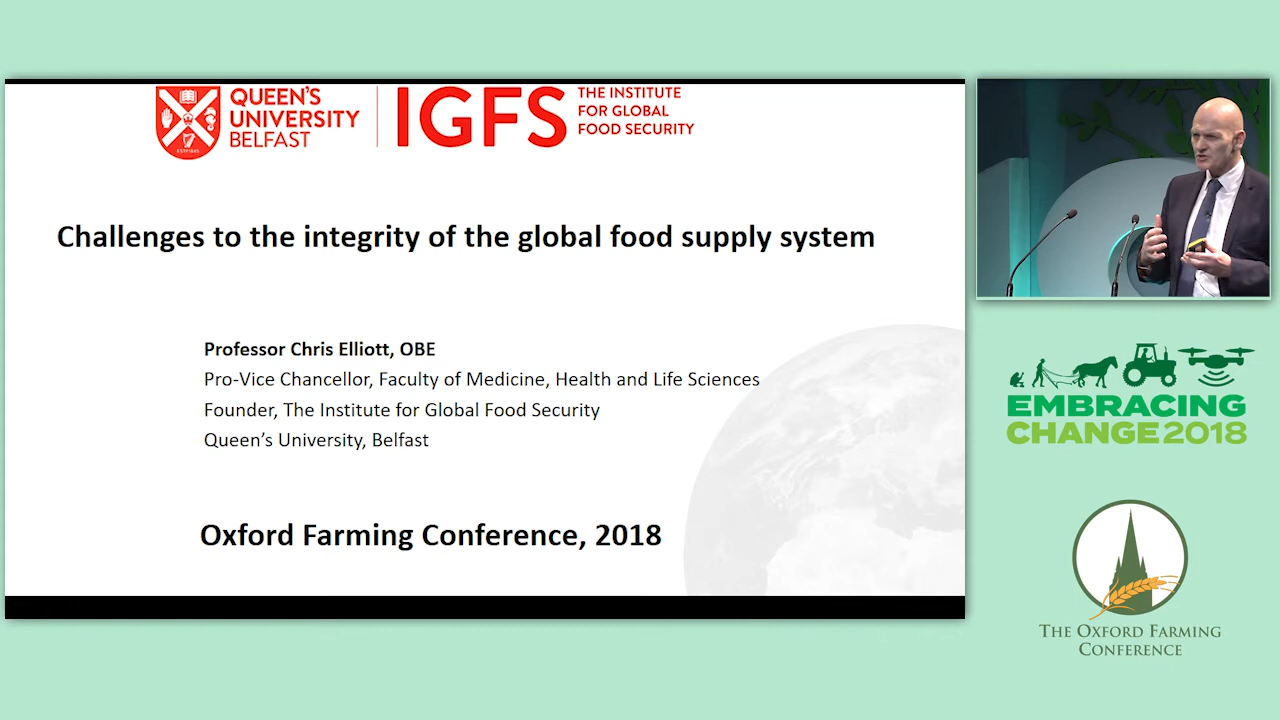 QUEEN'S
UNIVERSITY
BELFAST
IGFS
THE INSTITUTE
FOR GLOBAL
FOOD SECURITY
Challenges to the integrity of the global food supply system
Professor Chris Elliott, OBE
Pro-Vice Chancellor, Faculty of Medicine, Health and Life Sciences
Founder, The Institute for Global Food Security
Queen's University, Belfast
Oxford Farming Conference, 2018
EMBRACING
CHANGE2018
THE OXFORD FARMING
CONFERENCE